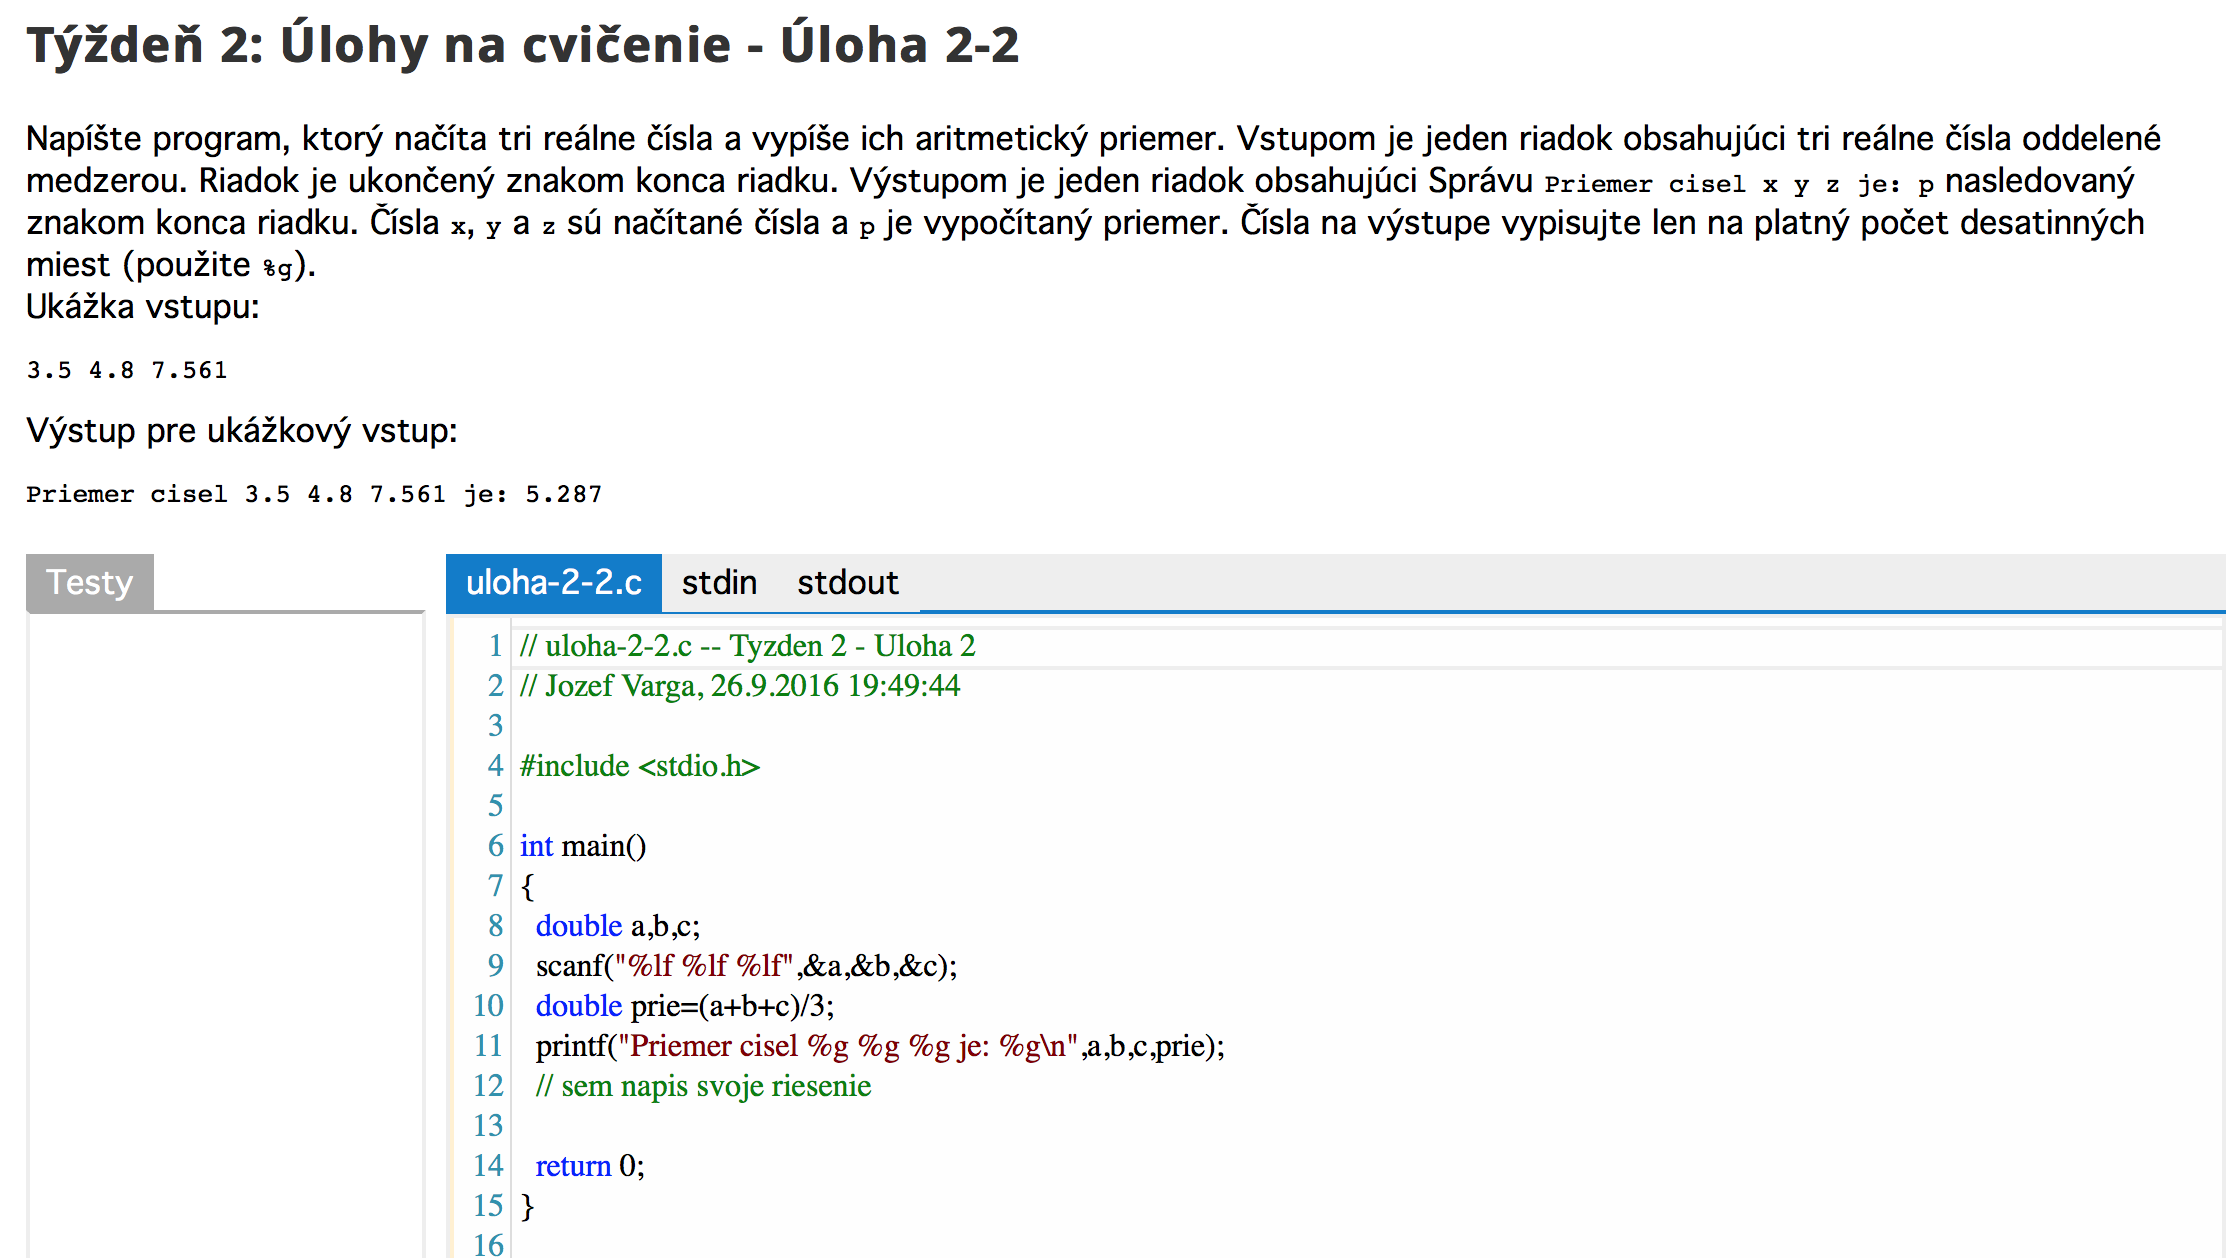 Týždeň 2: Úlohy na cvičenie - Úloha 2-2
Napíšte program, ktorý načíta tri reálne čísla a vypíše ich aritmetický priemer. Vstupom je jeden riadok obsahujúci tri reálne čísla oddelené
medzerou. Riadok je ukončený znakom konca riadku. Výstupom je jeden riadok obsahujúci Správu Priemer cisel x y z je: p nasledovaný
znakom konca riadku. Čísla x, y a z sú načítané čísla a p je vypočítaný priemer. Čísla na výstupe vypisujte len na platný počet desatinných
miest (použite %g).
Ukážka vstupu:
3.5 4.8 7.561
Výstup pre ukážkový vstup:
Priemer cisel 3.5 4.8 7.561 je: 5.287
Testy
uloha-2-2.c stdin stdout
1 // uloha-2-2.c -- Tyzden 2 - Uloha 2
2 // Jozef Varga, 26.9.2016 19:49:44
3
4 #include <stdio.h>
5
6 int main()
7 {
8 double a,b,c;
9 scanf("%lf %lf %lf",&a,&b,&c);
10 double prie=(a+b+c)/3;
11 printf("Priemer cisel %g %g %g je: %g\n",a,b,c,prie);
12 // sem napis svoje riesenie
13
14 return 0;
15 }
16